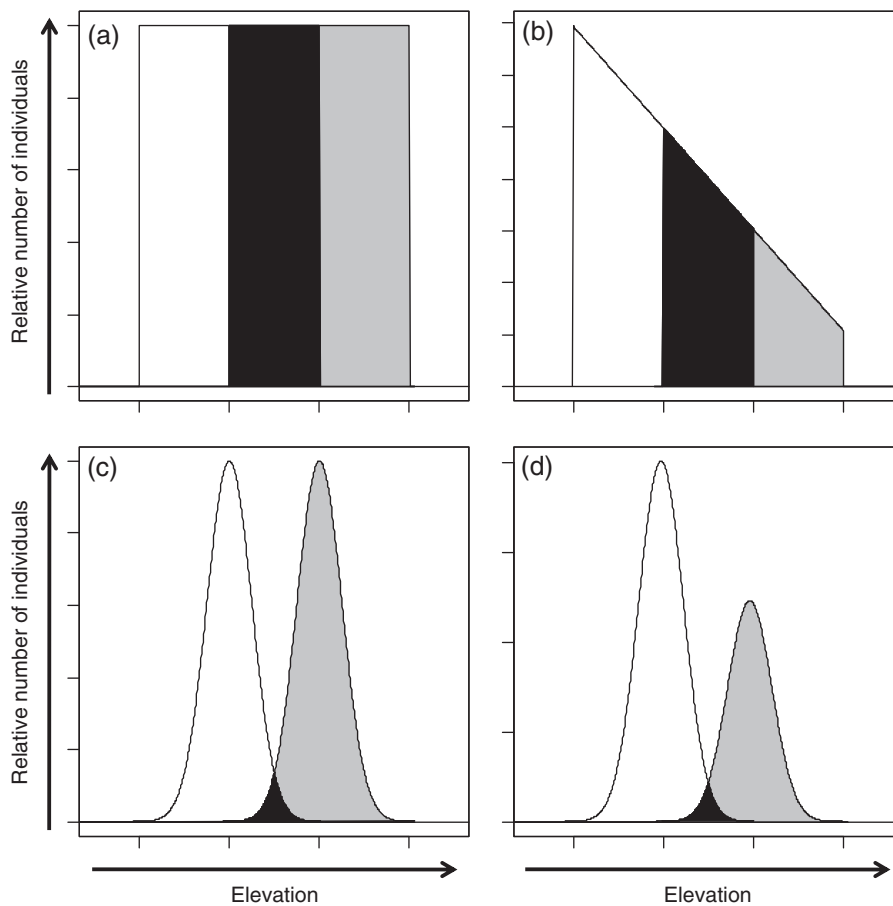 (a)
(b)
Relative number of individuals
(c)
(d)
Relative number of individuals
Elevation
Elevation